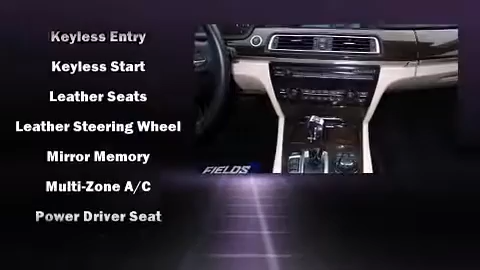 Keyless Entry
Keyless Start
Leather Seats
Leather Steering Wheel
Mirror Memory
Multi-Zone A/C
Power Driver Seat
FIELDS